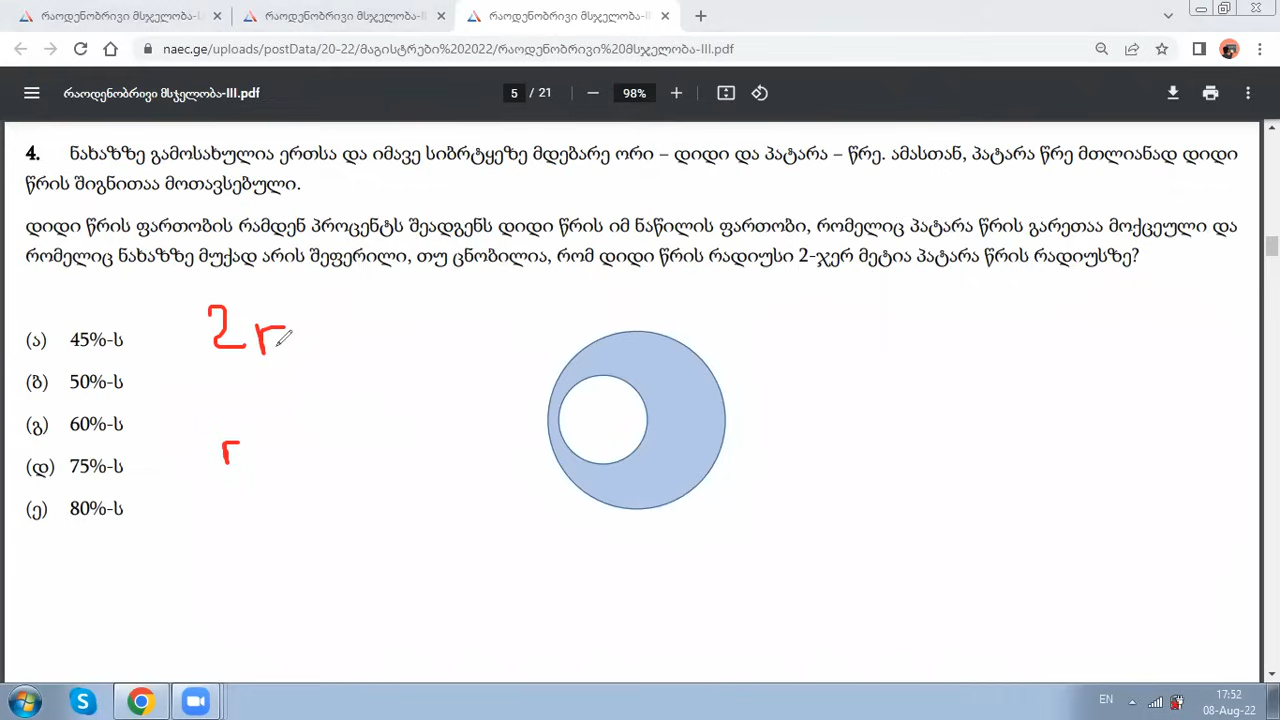 რაოდენობრივი მსჯელობა-II
რაოდენობრივი მსჯელობა-II
რაოდენობრივი მსჯელობა-III
naec.ge/uploads/postData/20-22/მაგისტრები%202022/რაოდენობრივი%20მსჯელობა-III.pdf
რაოდენობრივი მსჯელობა-III.pdf
5 / 21
98%
4. ნახაზზე გამოსახულია ერთსა და იმავე სიბრტყეზე მდებარე ორი – დიდი და პატარა – წრე. ამასთან, პატარა წრე მთლიანად დიდი
წრის შიგნითაა მოთავსებული.
დიდი წრის ფართობის რამდენ პროცენტს შეადგენს დიდი წრის იმ ნაწილის ფართობი, რომელიც პატარა წრის გარეთაა მოქცეული და
რომელიც ნახაზზე მუქად არის შეფერილი, თუ ცნობილია, რომ დიდი წრის რადიუსი 2-ჯერ მეტია პატარა წრის რადიუსზე?
(ა) 45%-ს
2r
(ბ) 50%-ს
(გ) 60%-ს
r
(დ) 75%-ს
(ე) 80%-ს
EN
17:52
08-Aug-22